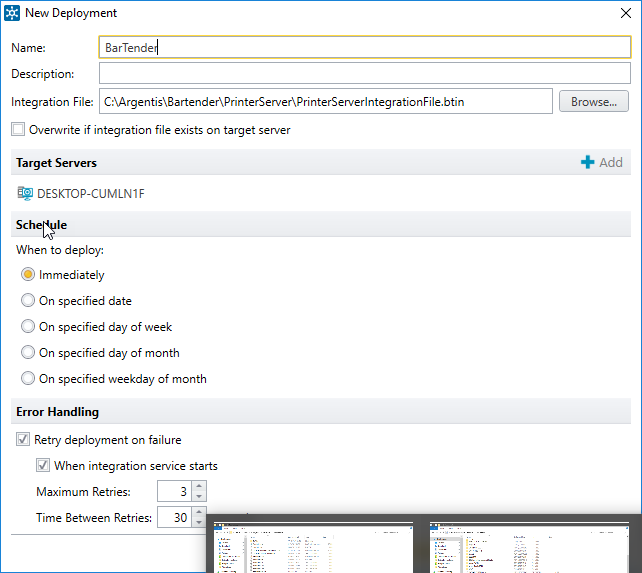 New Deployment
Name: BarTender
Description:
Integration File: C:\Argentis\Bartender\PrinterServer\PrinterServerIntegrationFile.btin Browse...
Overwrite if integration file exists on target server
Target Servers Add
DESKTOP-CUMLN1F
Schedule
When to deploy:
Immediately
On specified date
On specified day of week
On specified day of month
On specified weekday of month
Error Handling
Retry deployment on failure
When integration service starts
Maximum Retries: 3
Time Between Retries: 30